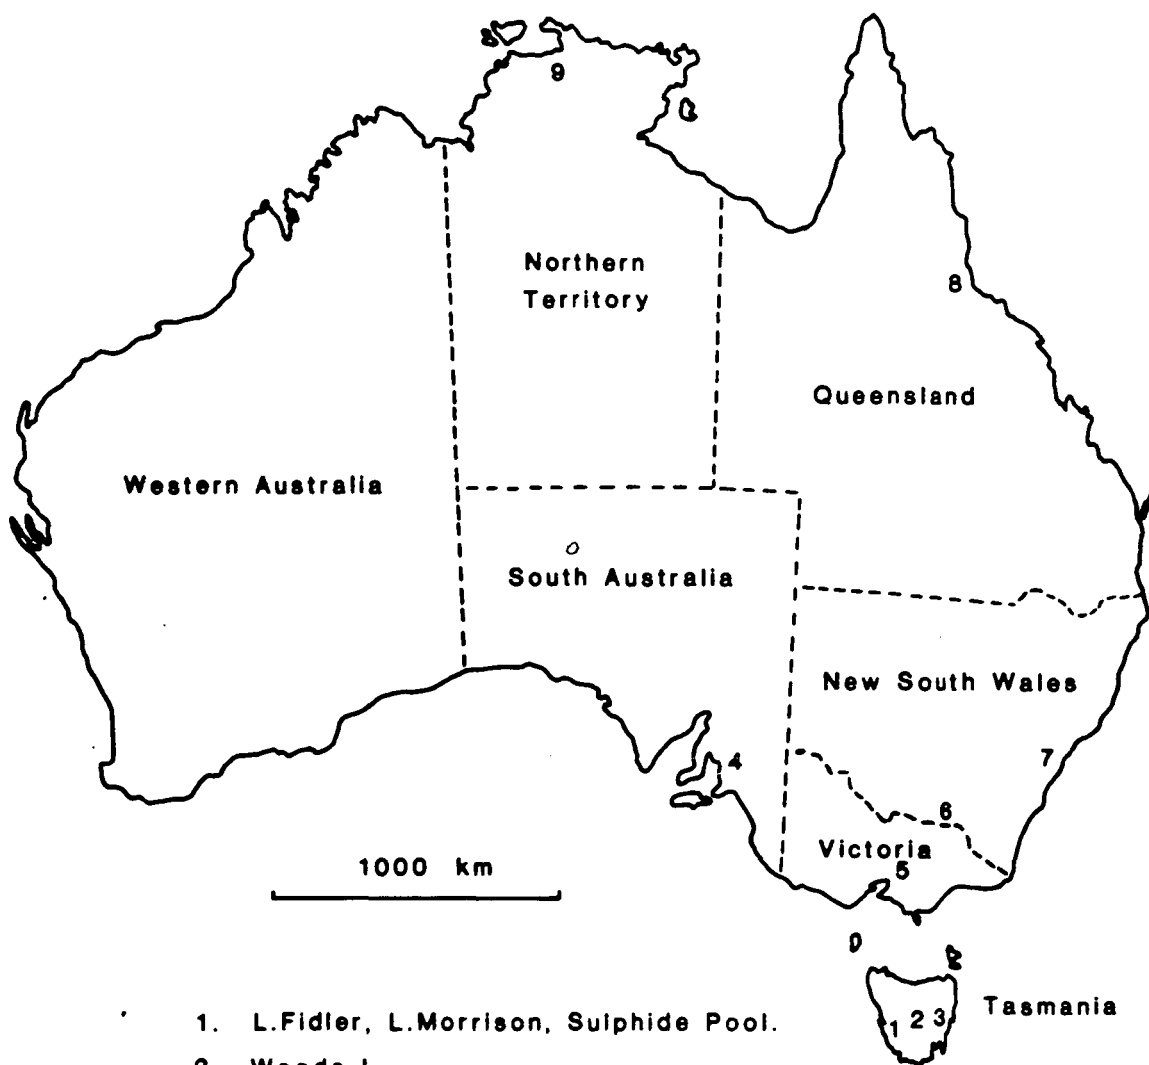 9
Northern
Territory
8
Queensland
Western Australia
South Australia
New South Wales
4
7
6
Victoria
5
1000 km
Tasmania
1 2 3
1. L.Fidler, L.Morrison, Sulphide Pool.